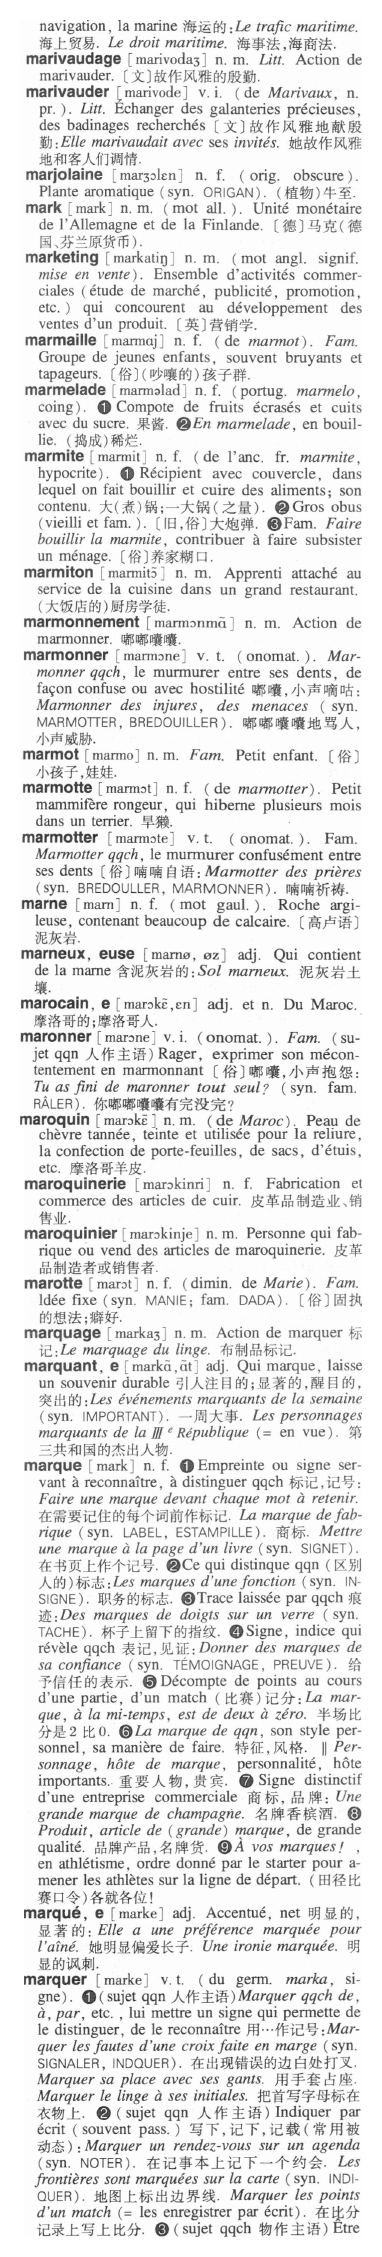 navigation, la marine 海运的:Le trafic maritime.
海上贸易. Le droit maritime. 海事法,海商法.
marivaudage [marivodaʒ] n. m. Litt. Action de
marivauder. 〔文〕故作风雅的殷勤.
marivauder [marivode] v. i. (de Marivaux, n.
pr.). Litt. Échanger des galanteries précieuses,
des badinages recherchés〔文〕故作风雅地献殷
勤:Elle marivaudait avec ses invités. 她故作风雅
地和客人们调情.
marjolaine [marʒɔlɛn] n. f. (orig. obscure).
Plante aromatique (syn. ORIGAN). (植物)牛至.
mark [mark] n. m. (mot all.). Unité monétaire
de l'Allemagne et de la Finlande. 〔德〕马克(德
国、芬兰原货币).
marketing [markatiŋ] n. m. (mot angl. signif.
mise en vente). Ensemble d'activités commer-
ciales (étude de marché, publicité, promotion,
etc.) qui concourent au développement des
ventes d'un produit. 〔英〕营销学.
marmaille [marmaj] n. f. (de marmot). Fam.
Groupe de jeunes enfants, souvent bruyants et
tapageurs. 〔俗〕(吵嚷的)孩子群.
marmelade [marmɔlad] n. f. (portug. marmelo,
coing). ❶ Compote de fruits écrasés et cuits
avec du sucre. 果酱. ❷En marmelade, en bouil-
lie. (捣成)稀烂.
marmite [marmit] n. f. (de l'anc. fr. marmite,
hypocrite). ❶ Récipient avec couvercle, dans
lequel on fait bouillir et cuire des aliments; son
contenu. 大(煮)锅;一大锅(之量). ❷Gros obus
(vieilli et fam.). 〔旧,俗〕大炮弹. ❸Fam. Faire
bouillir la marmite, contribuer à faire subsister
un ménage. 〔俗〕养家糊口.
marmiton [marmitɔ̃] n. m. Apprenti attaché au
service de la cuisine dans un grand restaurant.
(大饭店的)厨房学徒.
marmonnement [marmɔnmɑ̃] n. m. Action de
marmonner. 嘟嘟囔囔.
marmonner [marmɔne] v. t. (onomat.). Mar-
monner qqch, le murmurer entre ses dents, de
façon confuse ou avec hostilité 嘟囔,小声嘀咕:
Marmonner des injures, des menaces (syn.
MARMOTTER, BREDOUILLER). 嘟嘟囔囔地骂人,
小声威胁.
marmot [marmo] n. m. Fam. Petit enfant. 〔俗〕
小孩子,娃娃.
marmotte [marmɔt] n. f. (de marmotter). Petit
mammifère rongeur, qui hiberne plusieurs mois
dans un terrier. 旱獭.
marmotter [marmɔte] v. t. (onomat.). Fam.
Marmotter qqch, le murmurer confusément entre
ses dents〔俗〕喃喃自语:Marmotter des prières
(syn. BREDOULLER, MARMONNER). 喃喃祈祷.
marne [marn] n. f. (mot gaul.). Roche argi-
leuse, contenant beaucoup de calcaire. 〔高卢语〕
泥灰岩.
marneux, euse [marnø, øz] adj. Qui contient
de la marne 含泥灰岩的:Sol marneux. 泥灰岩土
壤.
marocain, e [marɔkɛ̃,ɛn] adj. et n. Du Maroc.
摩洛哥的;摩洛哥人.
maronner [marɔne] v. i. (onomat.). Fam. (su-
jet qqn 人作主语) Rager, exprimer son mécon-
tentement en marmonnant〔俗〕嘟囔,小声抱怨:
Tu as fini de maronner tout seul? (syn. fam.
RÂLER). 你嘟嘟囔囔有完没完?
maroquin [marɔkɛ̃] n. m. (de Maroc). Peau de
chèvre tannée, teinte et utilisée pour la reliure,
la confection de porte-feuilles, de sacs, d'étuis,
etc. 摩洛哥羊皮.
maroquinerie [marɔkinri] n. f. Fabrication et
commerce des articles de cuir. 皮革品制造业、销
售业.
maroquinier [marɔkinje] n. m. Personne qui fab-
rique ou vend des articles de maroquinerie. 皮革
品制造者或销售者.
marotte [marɔt] n. f. (dimin. de Marie). Fam.
Idée fixe (syn. MANIE; fam. DADA). 〔俗〕固执
的想法;癖好.
marquage [markaʒ] n. m. Action de marquer 标
记:Le marquage du linge. 布制品标记.
marquant, e [markɑ̃,ɑ̃t] adj. Qui marque, laisse
un souvenir durable 引人注目的;显著的,醒目的,
突出的:Les événements marquants de la semaine
(syn. IMPORTANT). 一周大事. Les personnages
marquants de la Ⅲᵉ République (= en vue). 第
三共和国的杰出人物.
marque [mark] n. f. ❶ Empreinte ou signe ser-
vant à reconnaître, à distinguer qqch 标记,记号:
Faire une marque devant chaque mot à retenir.
在需要记住的每个词前作标记. La marque de fab-
rique (syn. LABEL, ESTAMPILLE). 商标. Mettre
une marque à la page d'un livre (syn. SIGNET).
在书页上作个记号. ❷Ce qui distinque qqn (区别
人的)标志:Les marques d'une fonction (syn. IN-
SIGNE). 职务的标志. ❸Trace laissée par qqch 痕
迹:Des marques de doigts sur un verre (syn.
TACHE). 杯子上留下的指纹. ❹Signe, indice qui
révèle qqch 表记,见证:Donner des marques de
sa confiance (syn. TÉMOIGNAGE, PREUVE). 给
予信任的表示. ❺Décompte de points au cours
d'une partie, d'un match (比赛)记分:La mar-
que, à la mi-temps, est de deux à zéro. 半场比
分是 2 比 0. ❻La marque de qqn, son style per-
sonnel, sa manière de faire. 特征,风格. ‖ Per-
sonnage, hôte de marque, personnalité, hôte
importants. 重要人物,贵宾. ❼ Signe distinctif
d'une entreprise commerciale 商标,品牌: Une
grande marque de champagne. 名牌香槟酒. ❽
Produit, article de (grande) marque, de grande
qualité. 品牌产品,名牌货. ❾À vos marques! ,
en athlétisme, ordre donné par le starter pour a-
mener les athlètes sur la ligne de départ. (田径比
赛口令)各就各位!
marqué, e [marke] adj. Accentué, net 明显的,
显著的: Elle a une préférence marquée pour
l'aîné. 她明显偏爱长子. Une ironie marquée. 明
显的讽刺.
marquer [marke] v. t. (du germ. marka, si-
gne). ❶(sujet qqn 人作主语)Marquer qqch de,
à, par, etc., lui mettre un signe qui permette de
le distinguer, de le reconnaître 用…作记号:Mar-
quer les fautes d'une croix faite en marge (syn.
SIGNALER, INDQUER). 在出现错误的边白处打叉.
Marquer sa place avec ses gants. 用手套占座.
Marquer le linge à ses initiales. 把首写字母标在
衣物上. ❷ (sujet qqn 人作主语) Indiquer par
écrit (souvent pass.) 写下,记下,记载(常用被
动态):Marquer un rendez-vous sur un agenda
(syn. NOTER). 在记事本上记下一个约会. Les
frontières sont marquées sur la carte (syn. INDI-
QUER). 地图上标出边界线. Marquer les points
d'un match (= les enregistrer par écrit). 在比分
记录上写上比分. ❸ (sujet qqch 物作主语) Être